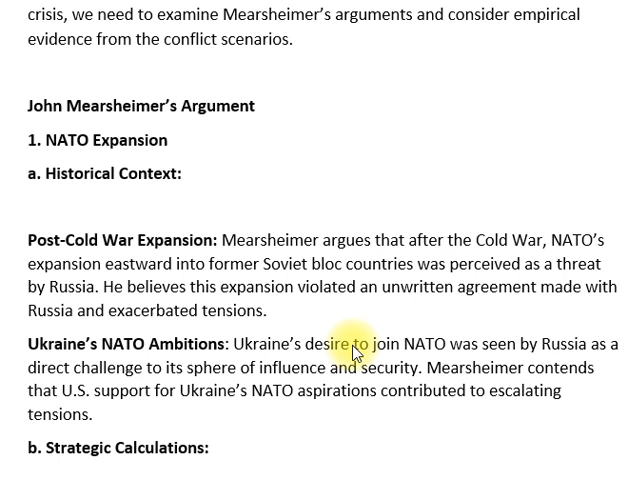 crisis, we need to examine Mearsheimer’s arguments and consider empirical
evidence from the conflict scenarios.
John Mearsheimer’s Argument
1. NATO Expansion
a. Historical Context:
Post-Cold War Expansion: Mearsheimer argues that after the Cold War, NATO’s
expansion eastward into former Soviet bloc countries was perceived as a threat
by Russia. He believes this expansion violated an unwritten agreement made with
Russia and exacerbated tensions.
Ukraine’s NATO Ambitions: Ukraine’s desire to join NATO was seen by Russia as a
direct challenge to its sphere of influence and security. Mearsheimer contends
that U.S. support for Ukraine’s NATO aspirations contributed to escalating
tensions.
b. Strategic Calculations: